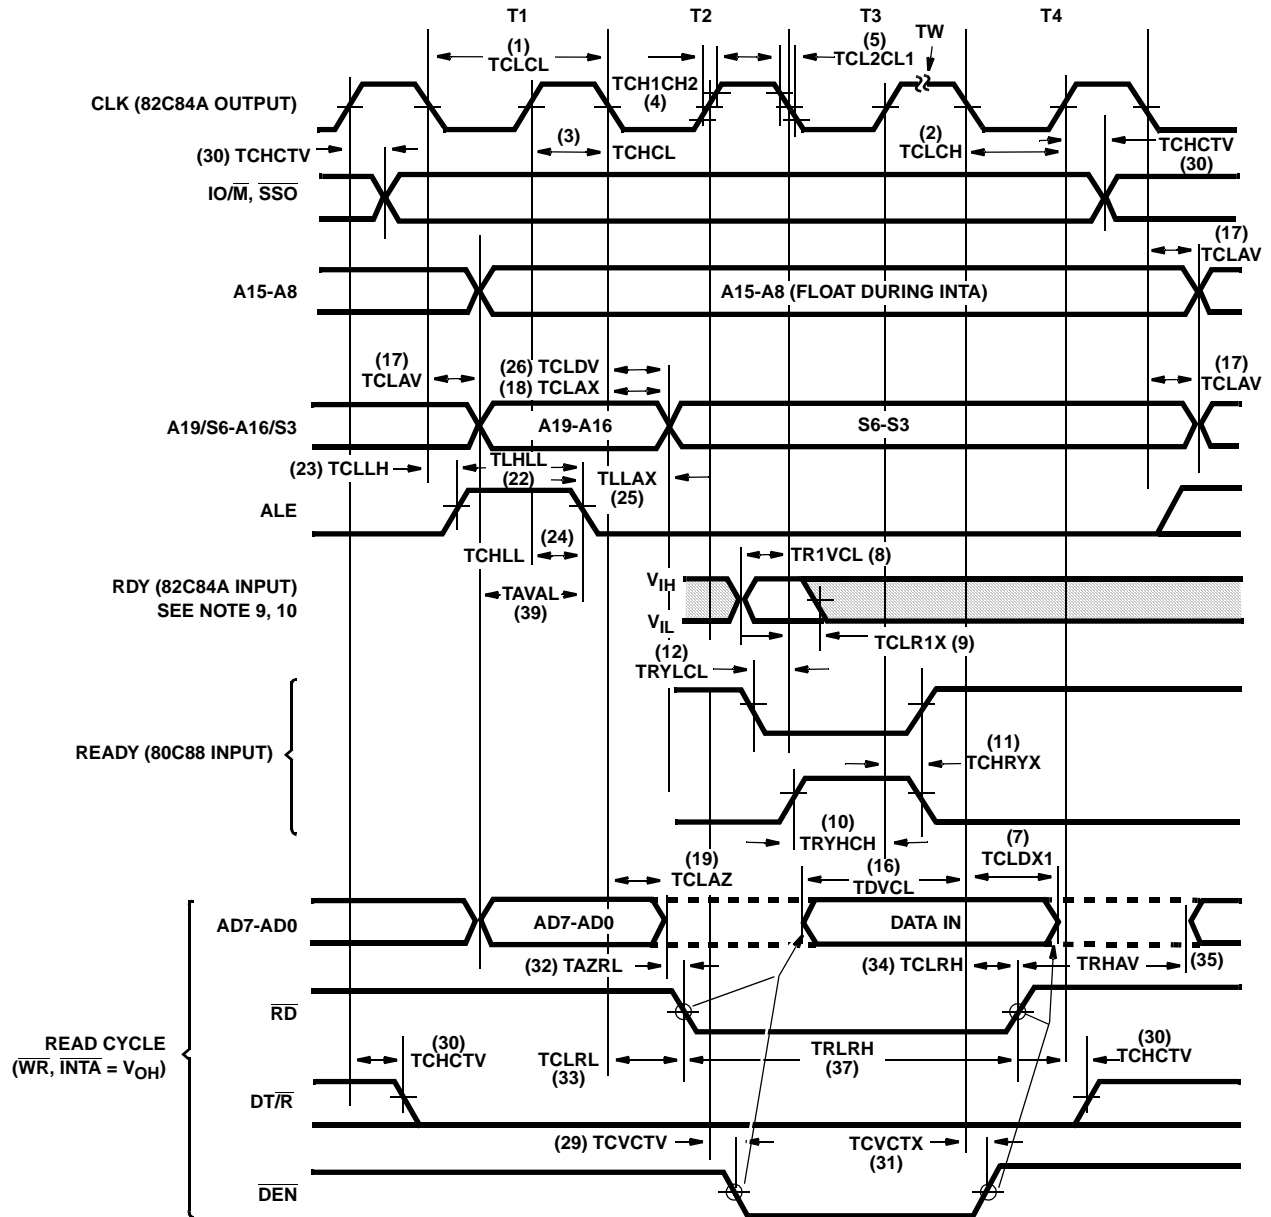 T1 T2 T3 T4
TW
(1)
TCLCL
(5)
TCL2CL1
TCH1CH2
(4)
CLK (82C84A OUTPUT)
(3)
TCHCL
(2)
TCLCH
(30) TCHCTV
TCHCTV
(30)
IO/M̅, S̅S̅O̅
(17)
TCLAV
A15-A8
A15-A8 (FLOAT DURING INTA)
(17)
TCLAV
(26) TCLDV
(18) TCLAX
(17)
TCLAV
A19/S6-A16/S3
A19-A16
S6-S3
(23) TCLLH
TLHLL
(22)
TLLAX
(25)
ALE
(24)
TCHLL
TR1VCL (8)
RDY (82C84A INPUT)
SEE NOTE 9, 10
VIH
VIL
TAVAL
(39)
TCLR1X (9)
(12)
TRYLCL
READY (80C88 INPUT)
(11)
TCHRYX
(10)
TRYHCH
(7)
TCLDX1
(19)
TCLAZ
(16)
TDVCL
AD7-AD0
AD7-AD0
DATA IN
(32) TAZRL
(34) TCLRH
TRHAV
(35)
R̅D̅
READ CYCLE
(W̅R̅, I̅N̅T̅A̅ = VOH)
(30)
TCHCTV
TCLRL
(33)
TRLRH
(37)
(30)
TCHCTV
DT/R̅
(29) TCVCTV
TCVCTX
(31)
D̅E̅N̅